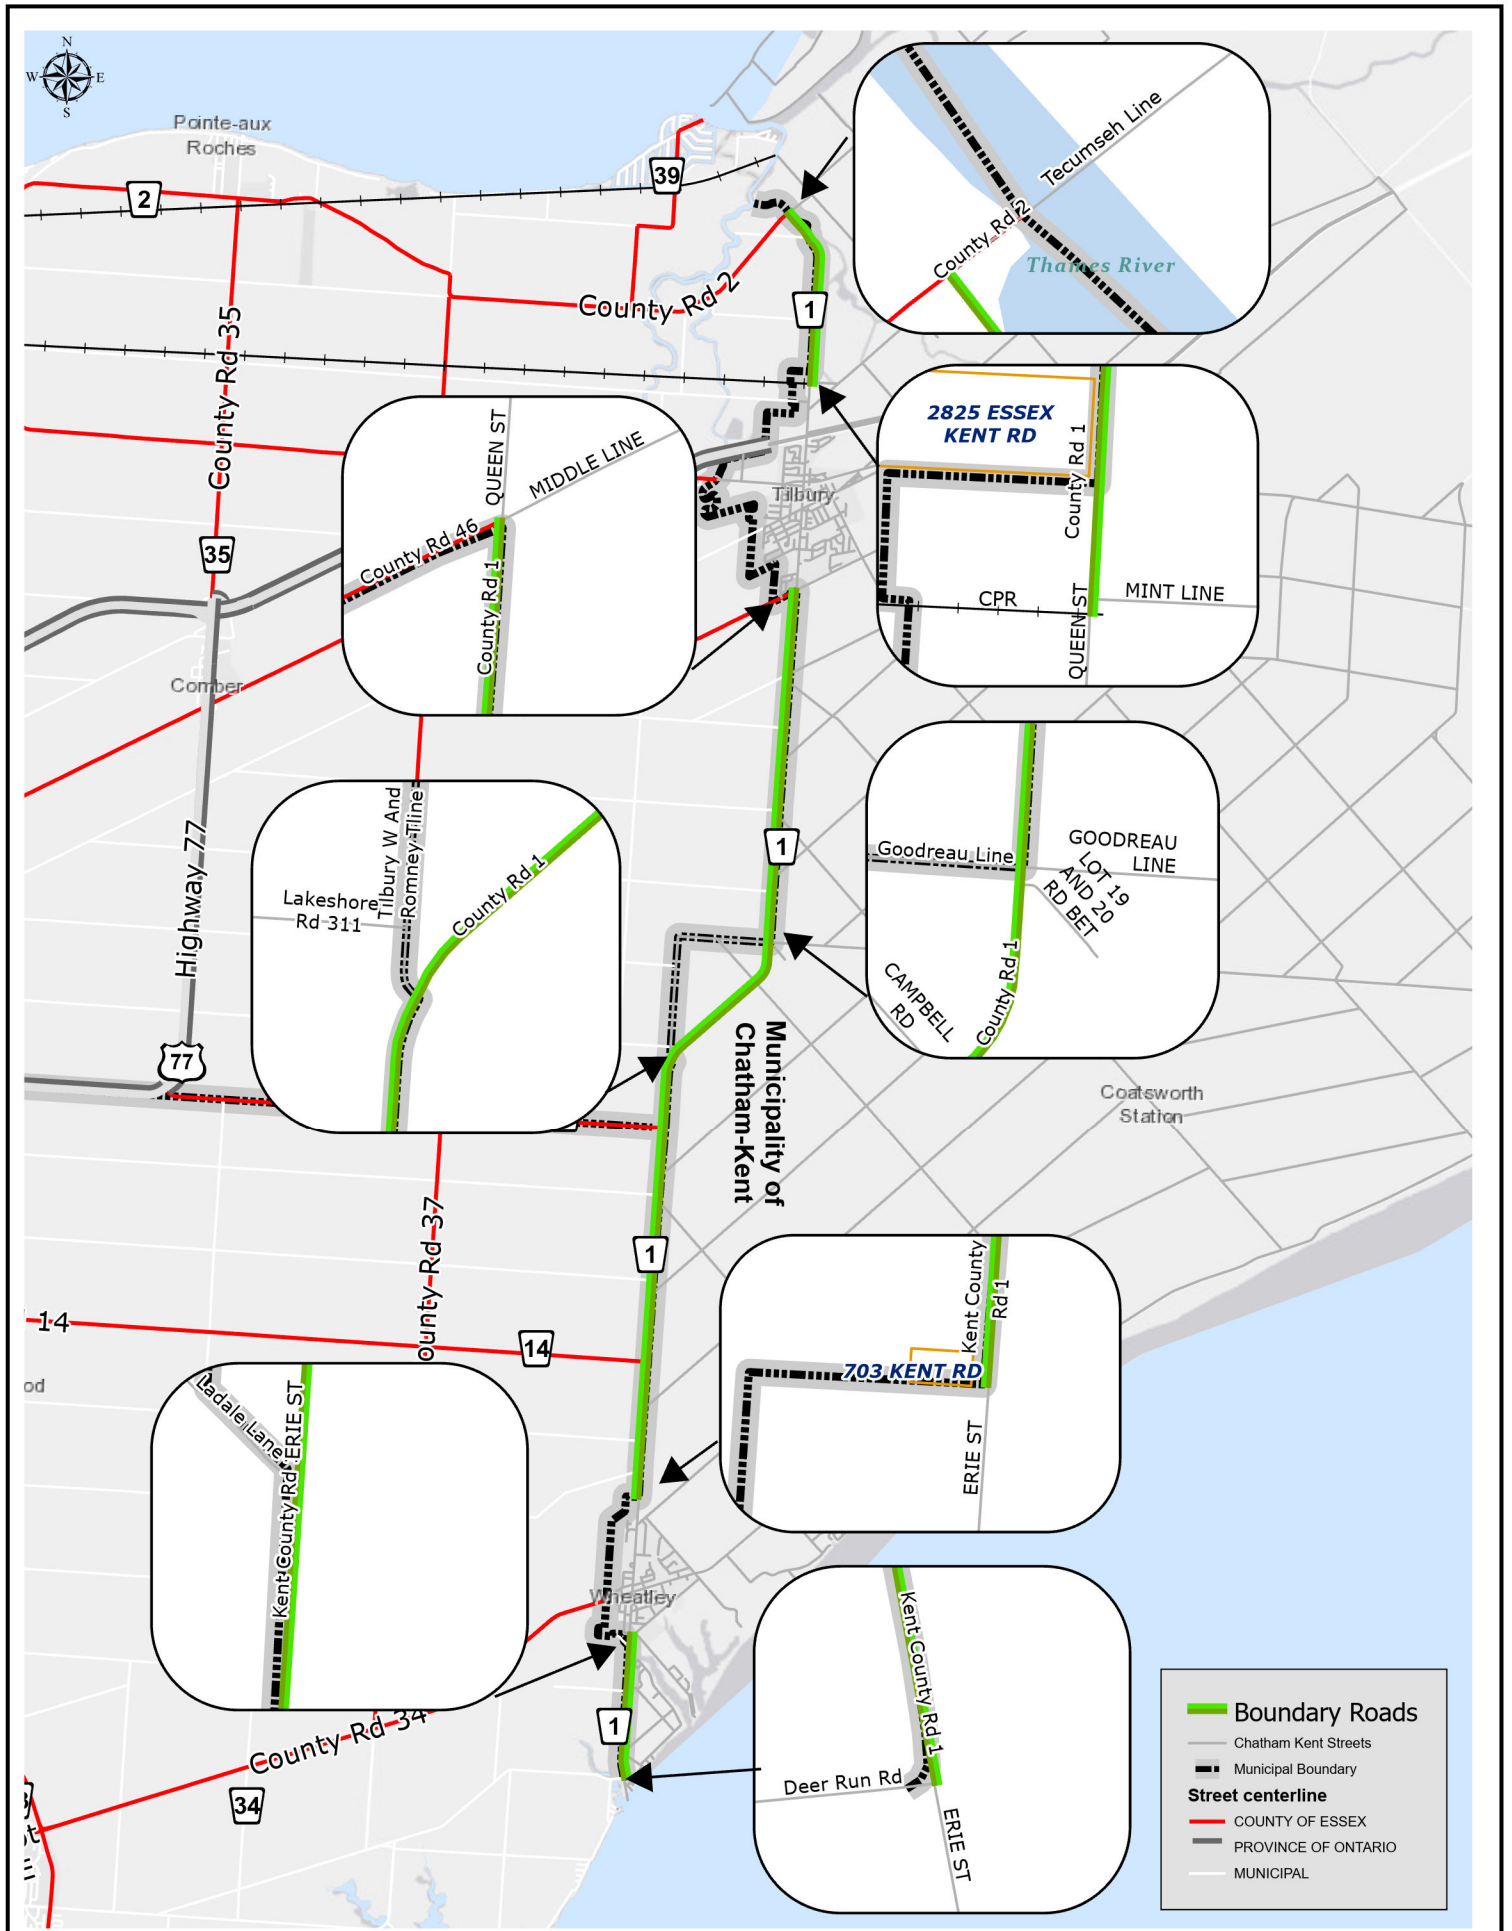 N
W E
S
Pointe-aux
Roches
2
39
County Rd 2
1
County Rd 35
35
Comber
Highway 77
77
Tilbury
Tecumseh Line
County Rd 2
Thames River
2825 ESSEX
KENT RD
County Rd 1
CPR
MINT LINE
QUEEN ST
QUEEN ST
MIDDLE LINE
County Rd 46
County Rd 1
1
GOODREAU
LINE
Goodreau Line
LOT 19
AND 20
RD BET
County Rd 1
CAMPBELL
RD
Tilbury W And
Romney Tline
Lakeshore
Rd 311
County Rd 1
Municipality of
Chatham-Kent
Coatsworth
Station
1
ounty Rd 37
14
14
od
Kent County
Rd 1
703 KENT RD
ERIE ST
Ladale Lane
ERIE ST
Kent County Rd 1
Wheatley
1
County Rd 34
34
Kent County Rd 1
Deer Run Rd
ERIE ST
Boundary Roads
Chatham Kent Streets
Municipal Boundary
Street centerline
COUNTY OF ESSEX
PROVINCE OF ONTARIO
MUNICIPAL